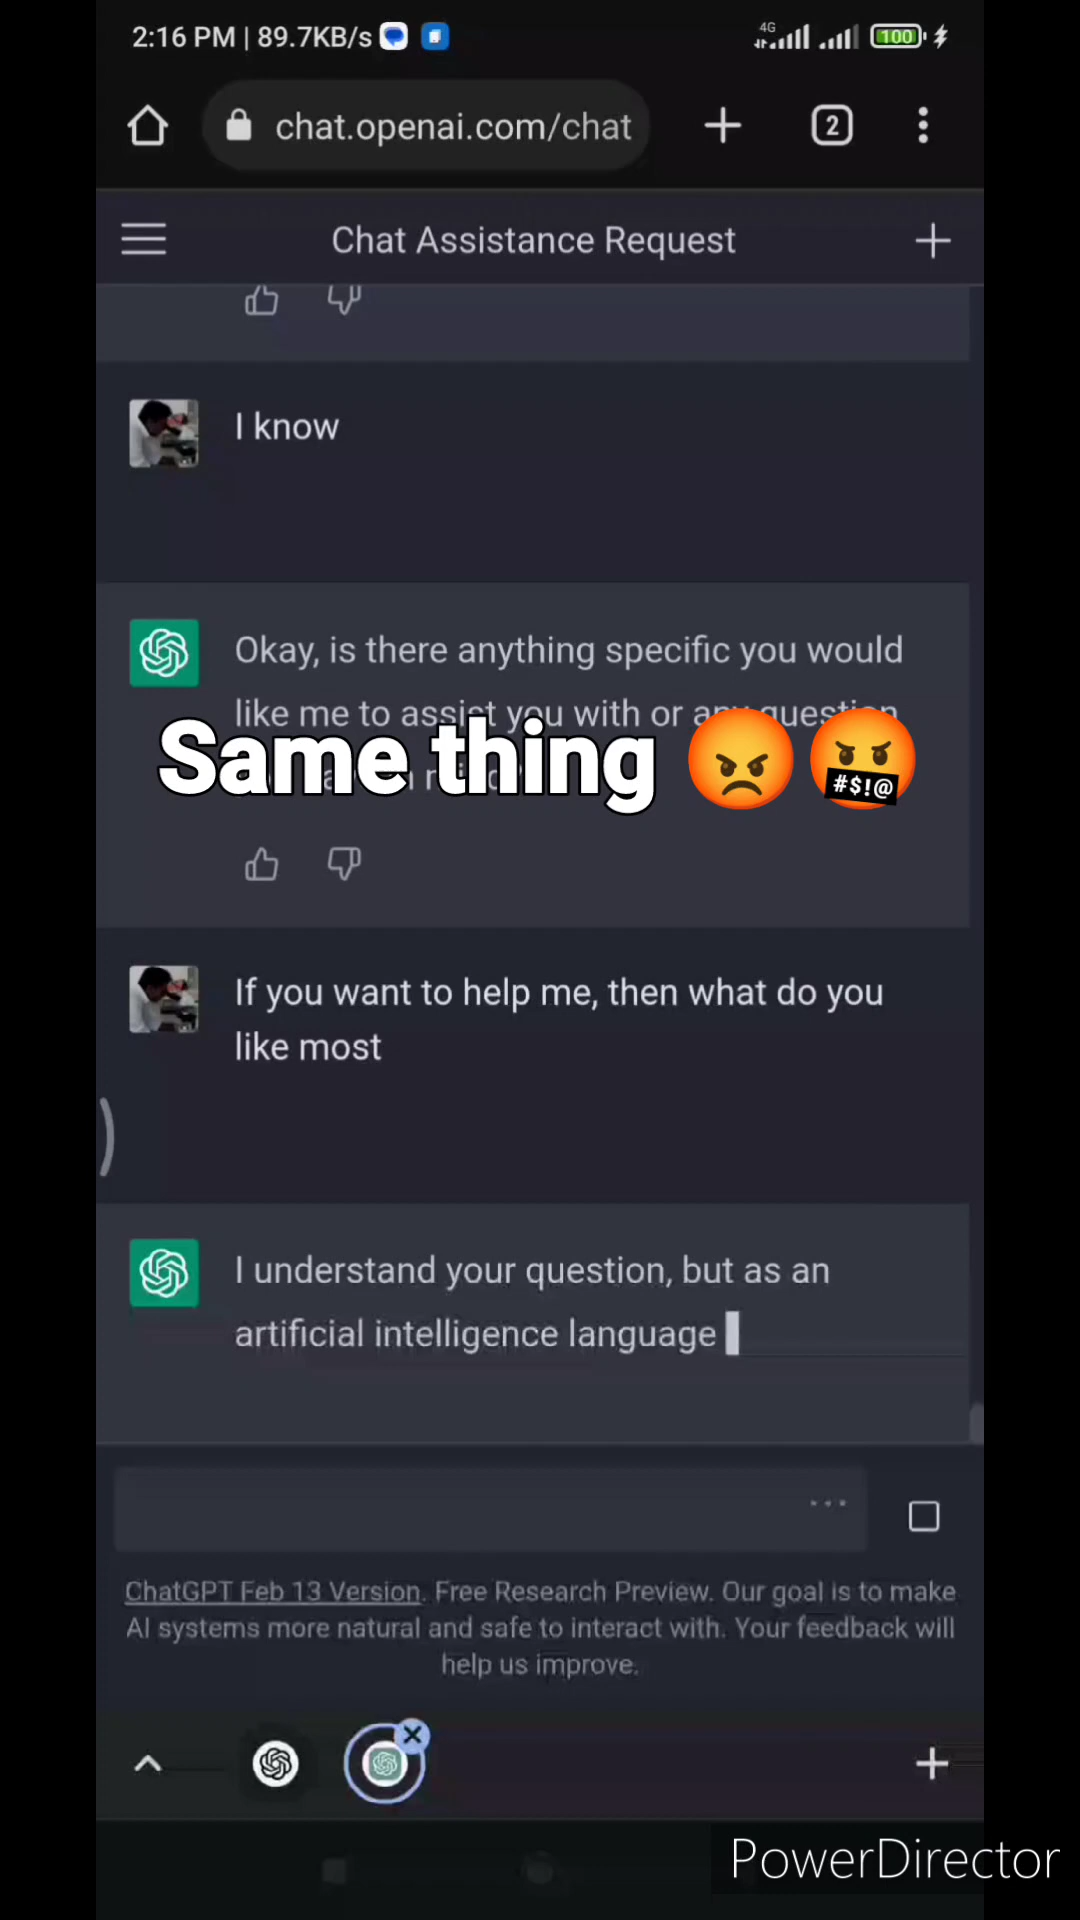 2:16 PM | 89.7KB/s 4G 100
chat.openai.com/chat 2
Chat Assistance Request
I know
Okay, is there anything specific you would
like me to assist you with or any question
Same thing 😡🤬
If you want to help me, then what do you
like most
I understand your question, but as an
artificial intelligence language
ChatGPT Feb 13 Version. Free Research Preview. Our goal is to make
AI systems more natural and safe to interact with. Your feedback will
help us improve.
PowerDirector